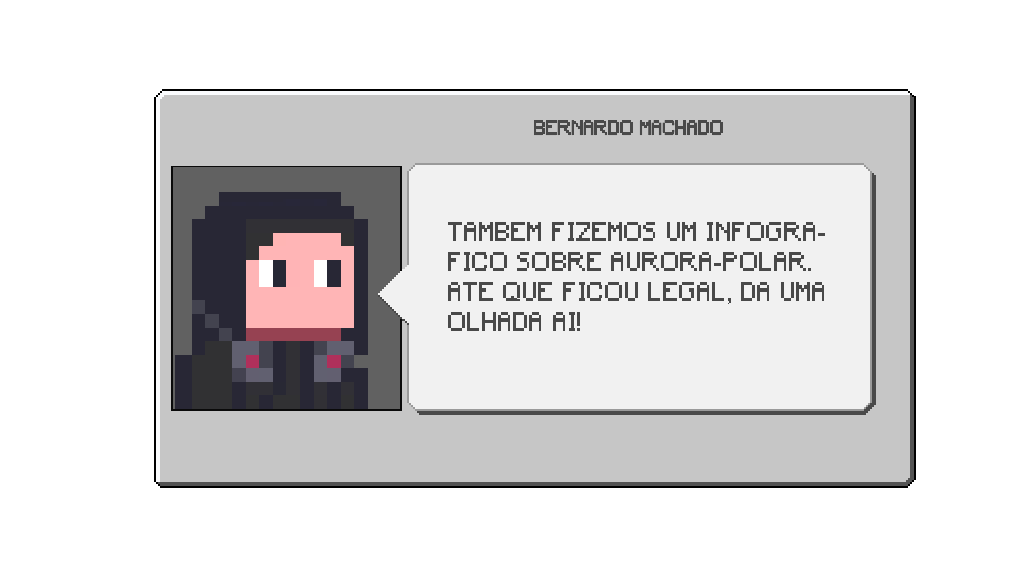 BERNARDO MACHADO
TAMBEM FIZEMOS UM INFOGRA-
FICO SOBRE AURORA-POLAR.
ATE QUE FICOU LEGAL, DA UMA
OLHADA AI!